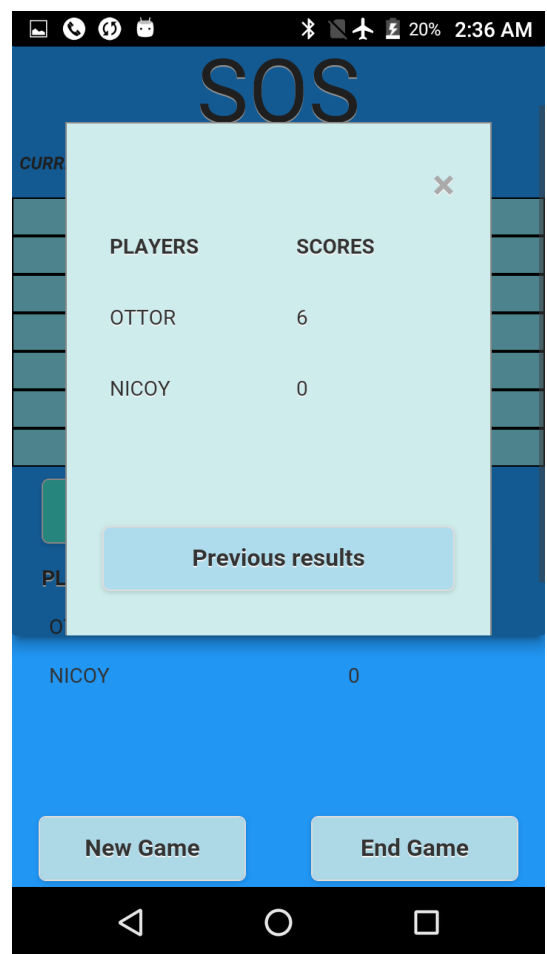 20% 2:36 AM
SOS
CURR
PLAYERS SCORES
OTTOR 6
NICOY 0
Previous results
PL
NICOY 0
New Game End Game